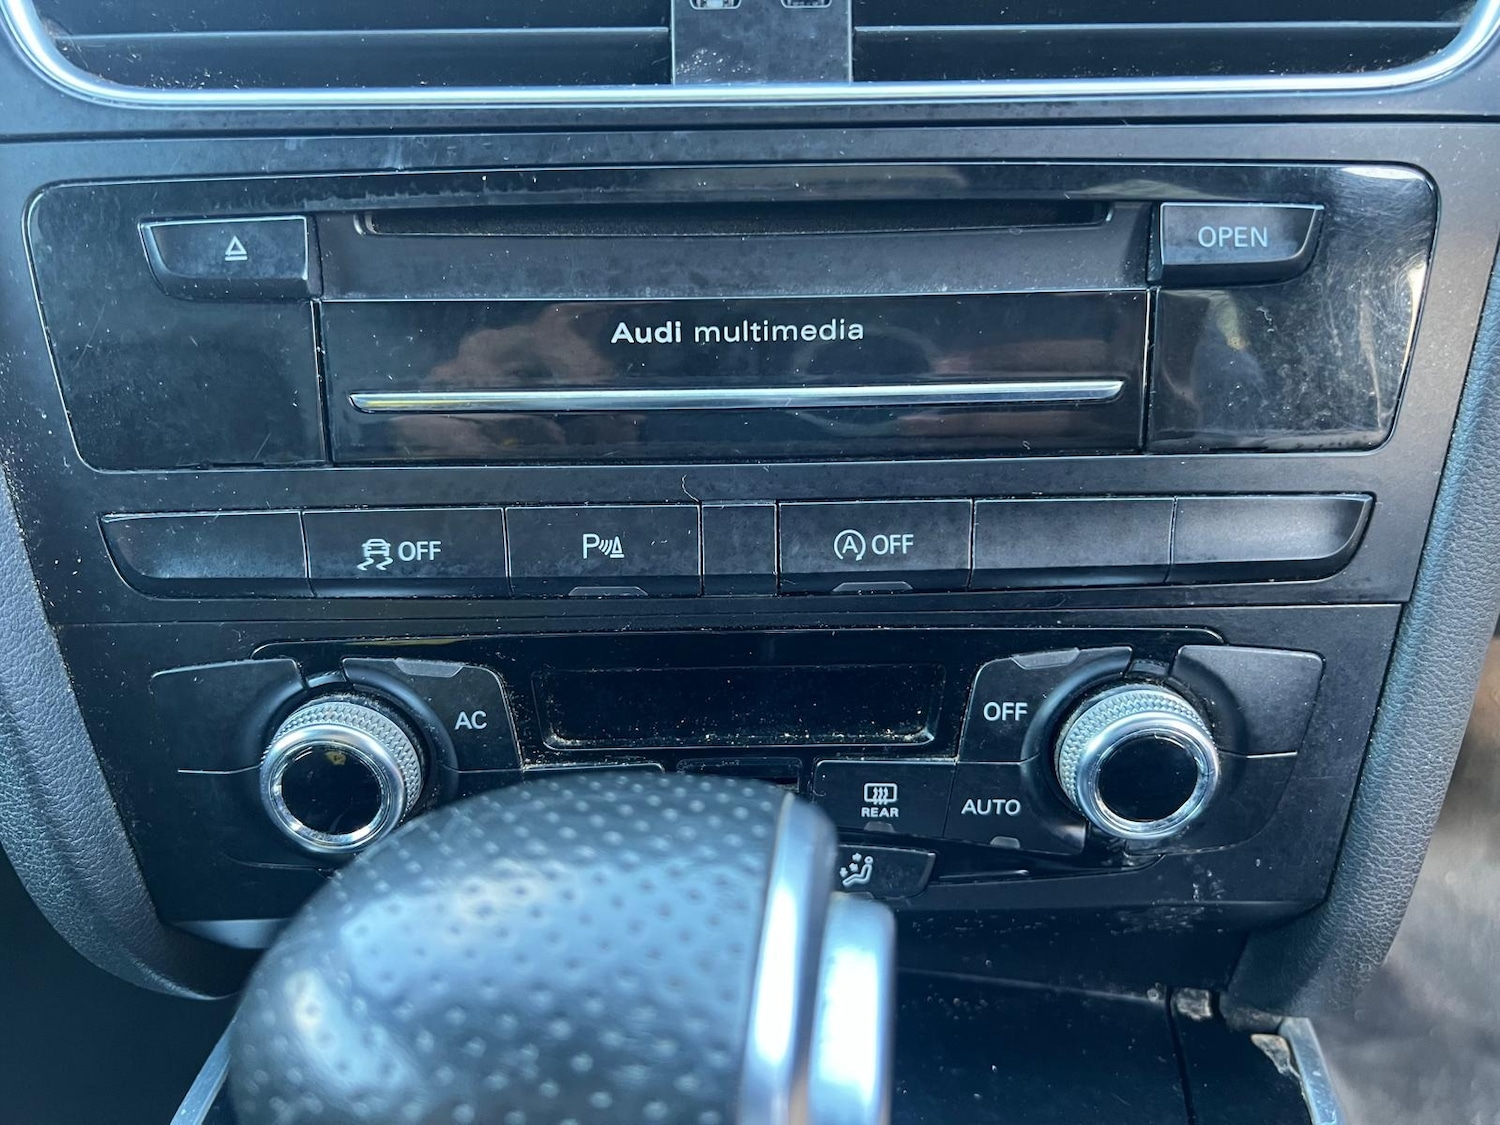 OPEN
Audi multimedia
OFF
P
A OFF
AC
OFF
REAR
AUTO